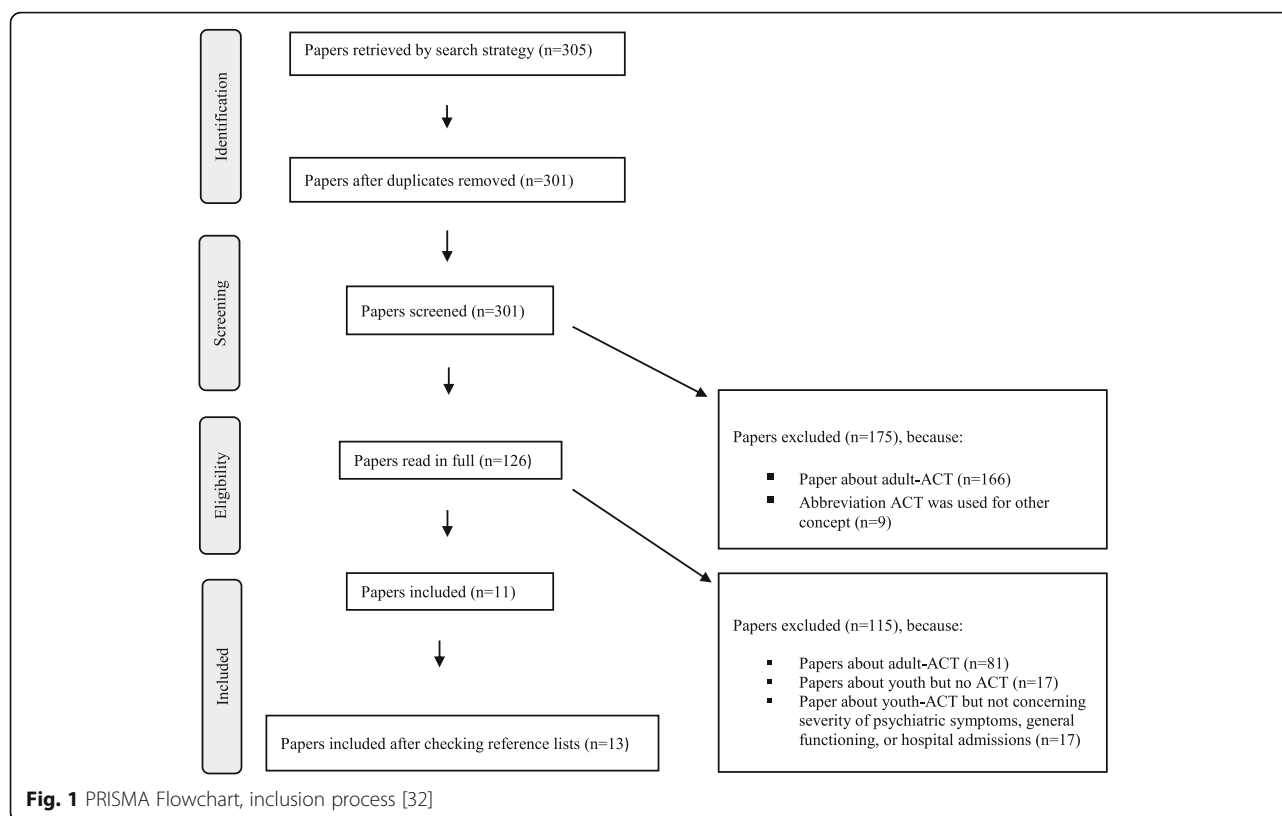 Identification
Papers retrieved by search strategy (n=305)
Papers after duplicates removed (n=301)
Screening
Papers screened (n=301)
Papers excluded (n=175), because:
■ Paper about adult-ACT (n=166)
■ Abbreviation ACT was used for other
concept (n=9)
Eligibility
Papers read in full (n=126)
Papers excluded (n=115), because:
▪ Papers about adult-ACT (n=81)
▪ Papers about youth but no ACT (n=17)
▪ Paper about youth-ACT but not concerning
severity of psychiatric symptoms, general
functioning, or hospital admissions (n=17)
Included
Papers included (n=11)
Papers included after checking reference lists (n=13)
Fig. 1 PRISMA Flowchart, inclusion process [32]